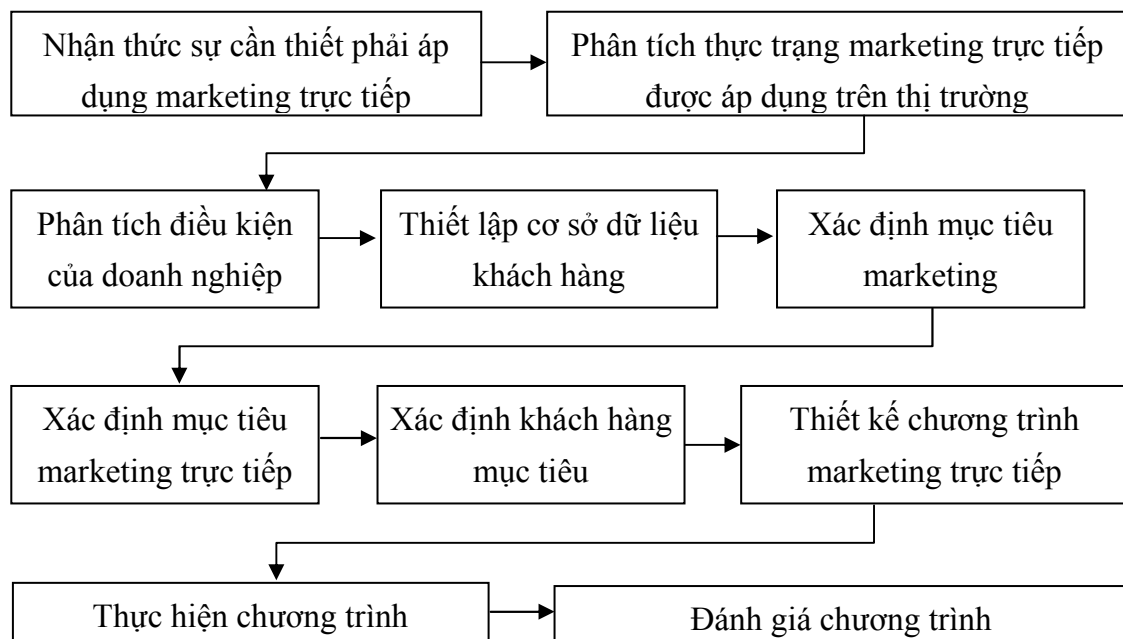 Nhận thức sự cần thiết phải áp
dụng marketing trực tiếp
Phân tích thực trạng marketing trực tiếp
được áp dụng trên thị trường
Phân tích điều kiện
của doanh nghiệp
Thiết lập cơ sở dữ liệu
khách hàng
Xác định mục tiêu
marketing
Xác định mục tiêu
marketing trực tiếp
Xác định khách hàng
mục tiêu
Thiết kế chương trình
marketing trực tiếp
Thực hiện chương trình
Đánh giá chương trình